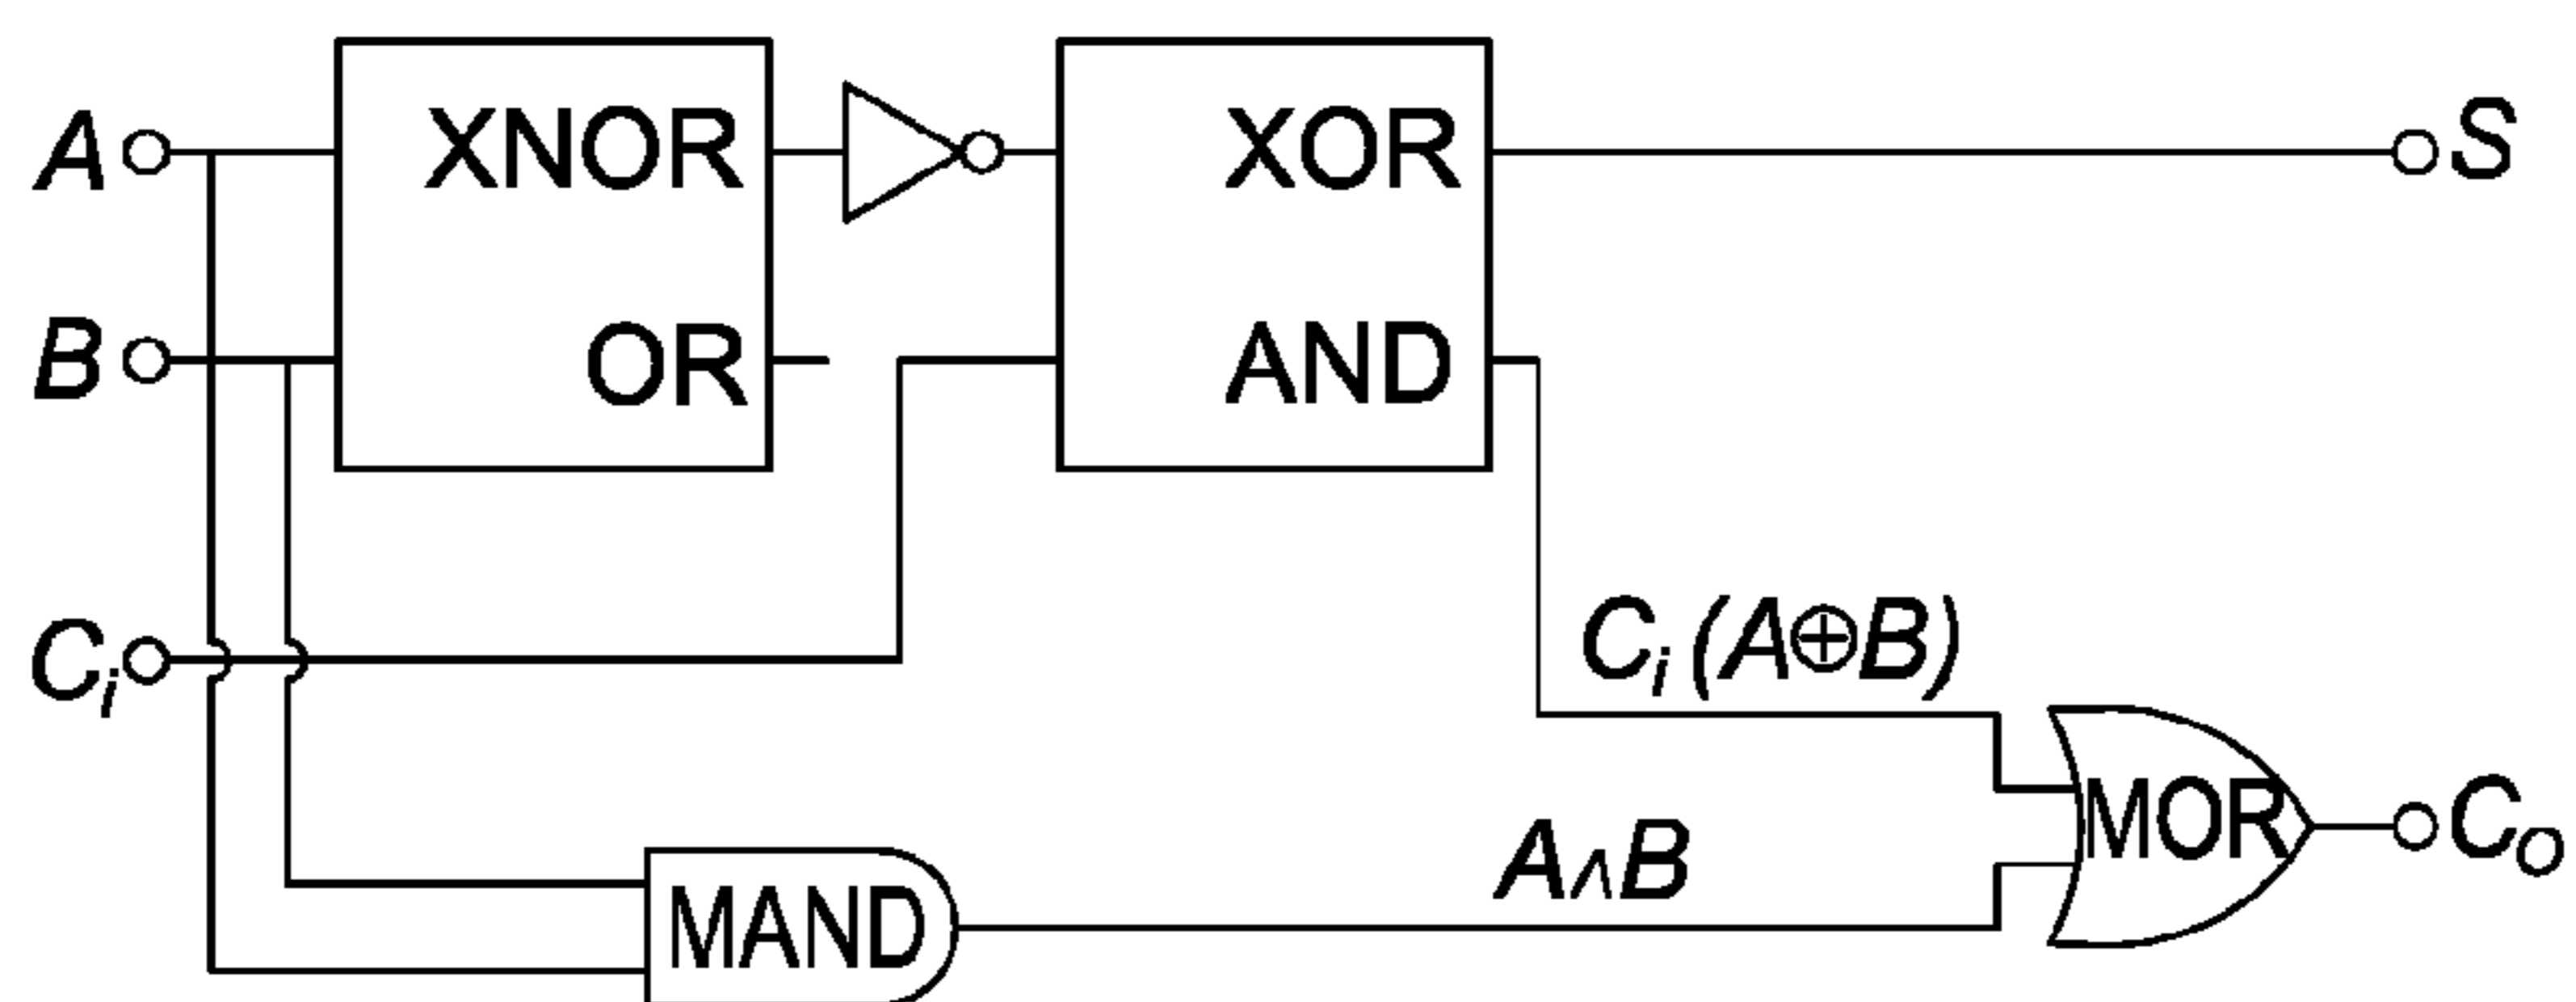 A XNOR XOR S
B OR AND
Cᵢ Cᵢ (A⊕B)
MOR Cₒ
A∧B
MAND